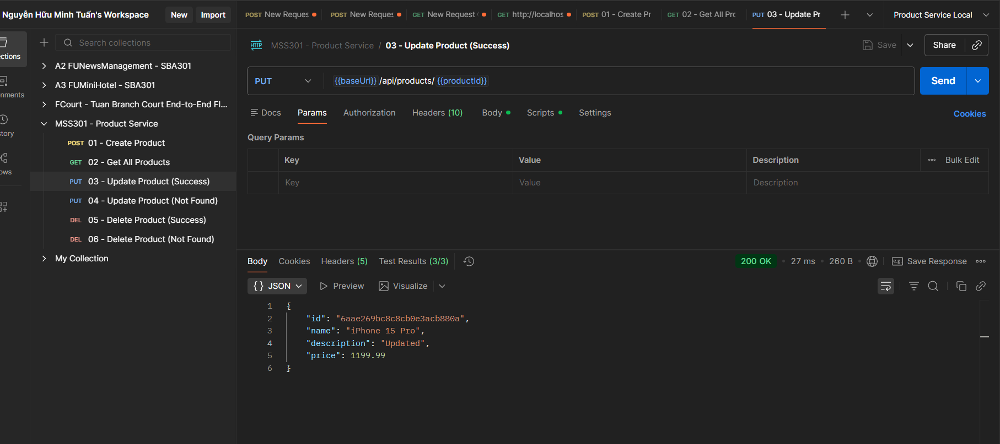 Nguyễn Hữu Minh Tuấn's Workspace
New
Import
POST New Reques
POST New Reques
GET New Request
GET http://localhos
POST 01 - Create Pr
GET 02 - Get All Pro
PUT 03 - Update Pr
Product Service Local
ections
nments
story
ows
Search collections
A2 FUNewsManagement - SBA301
A3 FUMiniHotel - SBA301
FCourt - Tuan Branch Court End-to-End Fl...
MSS301 - Product Service
POST 01 - Create Product
GET 02 - Get All Products
PUT 03 - Update Product (Success)
PUT 04 - Update Product (Not Found)
DEL 05 - Delete Product (Success)
DEL 06 - Delete Product (Not Found)
My Collection
HTTP MSS301 - Product Service / 03 - Update Product (Success)
Save
Share
PUT {{baseUrl}} /api/products/ {{productId}}
Send
Docs Params Authorization Headers (10) Body Scripts Settings
Cookies
Query Params
Key Value Description Bulk Edit
Key Value Description
Body Cookies Headers (5) Test Results (3/3)
200 OK • 27 ms • 260 B
e.g. Save Response
{} JSON Preview Visualize
1 {
2 "id": "6aae269bc8c8cb0e3acb880a",
3 "name": "iPhone 15 Pro",
4 "description": "Updated",
5 "price": 1199.99
6 }